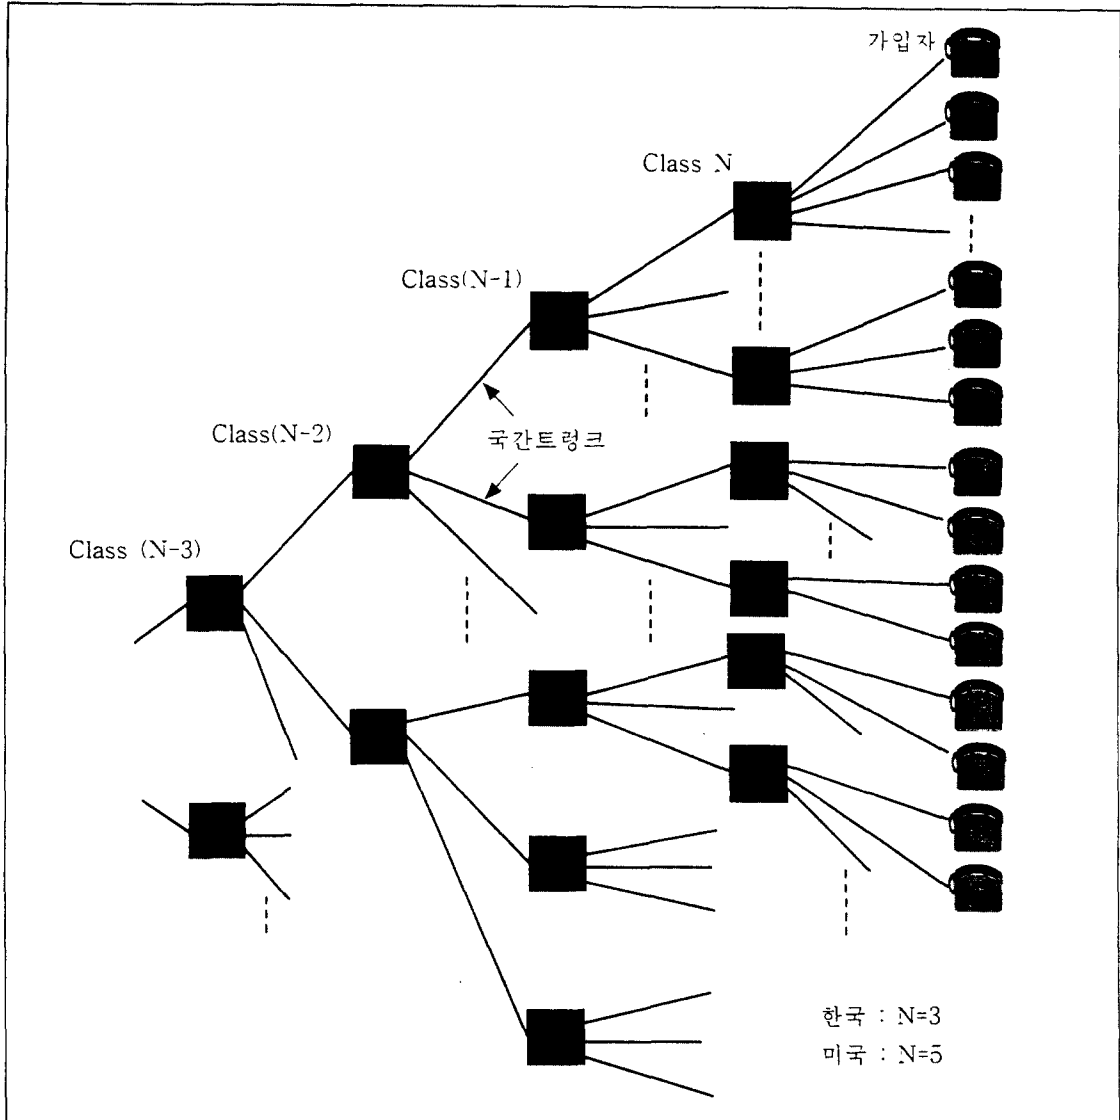 가입자
Class N
Class(N-1)
Class(N-2)
국간트렁크
Class (N-3)
한국 : N=3
미국 : N=5